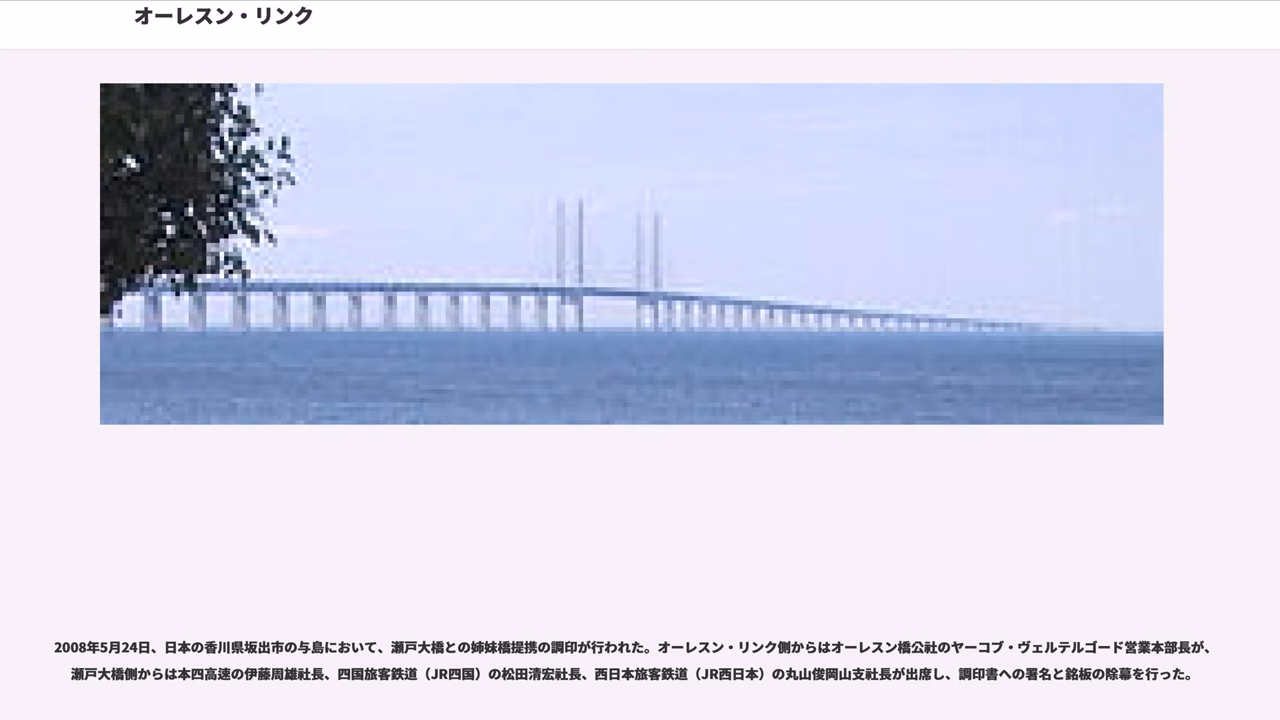 オーレスン・リンク
2008年5月24日、日本の香川県坂出市の与島において、瀬戸大橋との姉妹橋提携の調印が行われた。オーレスン・リンク側からはオーレスン橋公社のヤーコブ・ヴェルテルゴード営業本部長が、
瀬戸大橋側からは本四高速の伊藤周雄社長、四国旅客鉄道（JR四国）の松田清宏社長、西日本旅客鉄道（JR西日本）の丸山俊岡山支社長が出席し、調印書への署名と銘板の除幕を行った。